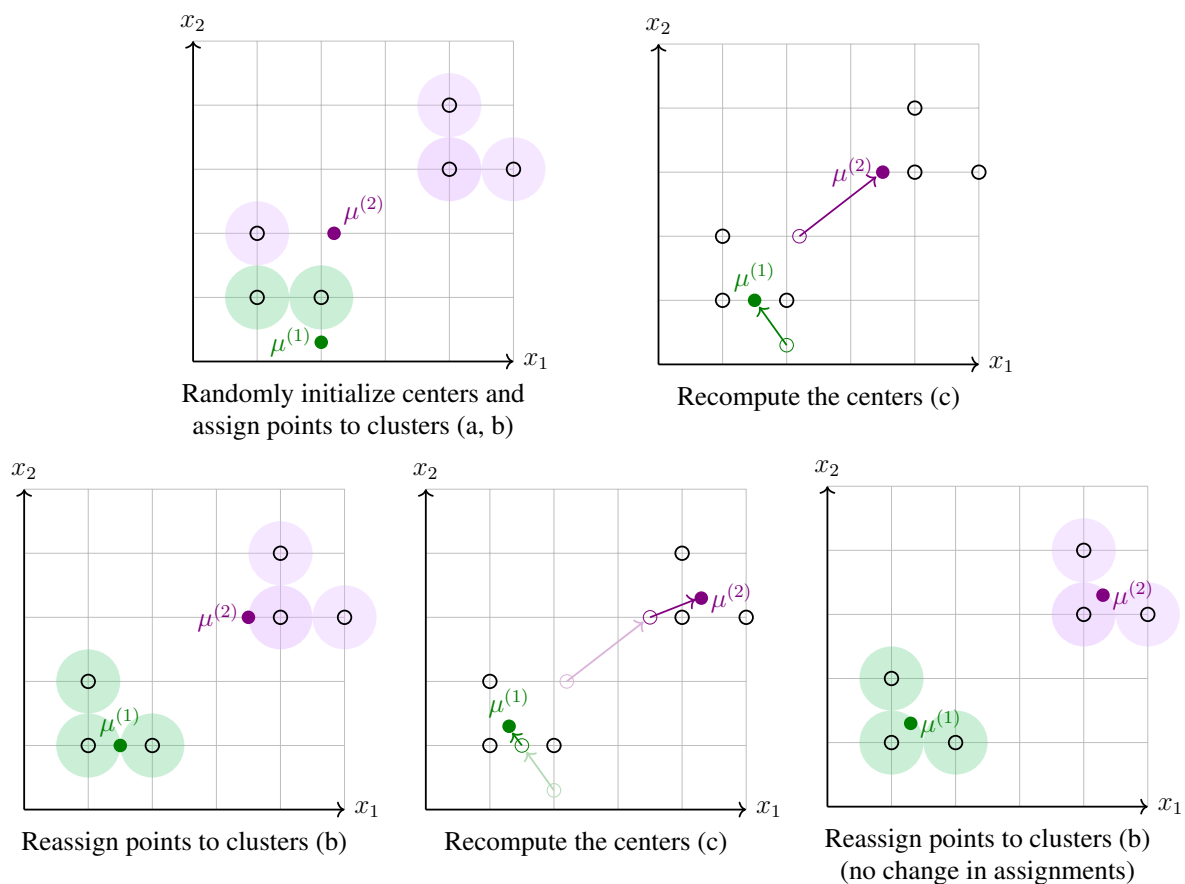 x₂
μ⁽²⁾
μ⁽¹⁾
x₁
Randomly initialize centers and
assign points to clusters (a, b)
x₂
μ⁽²⁾
μ⁽¹⁾
x₁
Recompute the centers (c)
x₂
μ⁽²⁾
μ⁽¹⁾
x₁
Reassign points to clusters (b)
x₂
μ⁽²⁾
μ⁽¹⁾
x₁
Recompute the centers (c)
x₂
μ⁽²⁾
μ⁽¹⁾
x₁
Reassign points to clusters (b)
(no change in assignments)